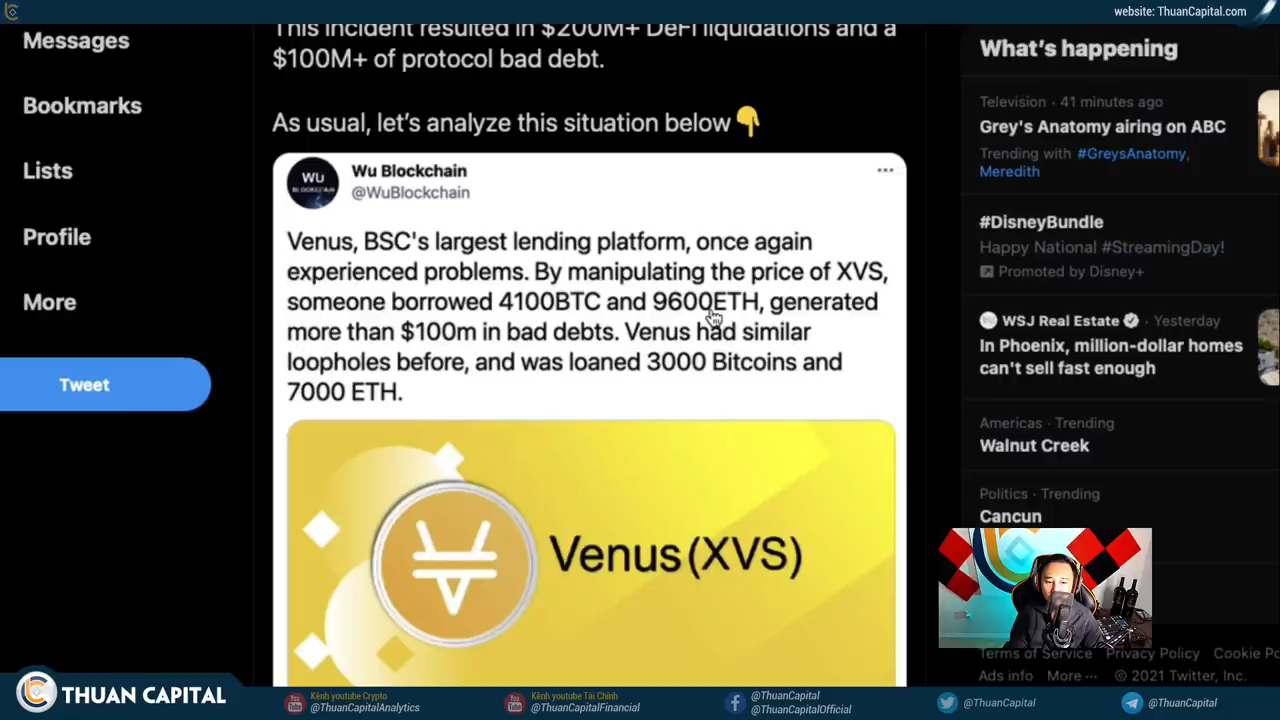 website: ThuanCapital.com
Messages
Bookmarks
Lists
Profile
More
Tweet
This incident resulted in $200M+ DeFi liquidations and a
$100M+ of protocol bad debt.
As usual, let's analyze this situation below👇
WU
BLOCKCHAIN
Wu Blockchain
@WuBlockchain
Venus, BSC's largest lending platform, once again
experienced problems. By manipulating the price of XVS,
someone borrowed 4100BTC and 9600ETH, generated
more than $100m in bad debts. Venus had similar
loopholes before, and was loaned 3000 Bitcoins and
7000 ETH.
Venus(XVS)
What's happening
Television · 41 minutes ago
Grey's Anatomy airing on ABC
Trending with #GreysAnatomy,
Meredith
#DisneyBundle
Happy National #StreamingDay!
Promoted by Disney+
WSJ Real Estate · Yesterday
In Phoenix, million-dollar homes
can't sell fast enough
Americas · Trending
Walnut Creek
Politics · Trending
Cancun
Terms of Service Privacy Policy Cookie Po
Ads info More ··· © 2021 Twitter, Inc.
THUAN CAPITAL
Kênh youtube Crypto
@ThuanCapitalAnalytics
Kênh youtube Tài Chính
@ThuanCapitalFinancial
@ThuanCapital
@ThuanCapitalOfficial
@ThuanCapital
@ThuanCapital